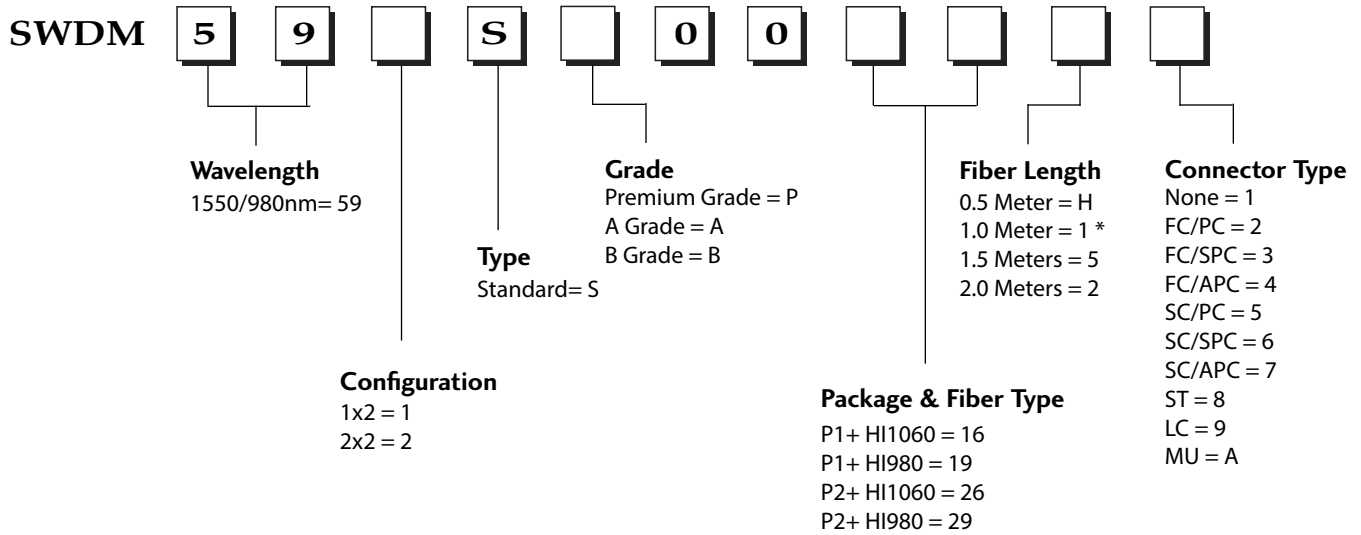 SWDM 5 9 S 0 0
Wavelength
1550/980nm= 59
Configuration
1x2 = 1
2x2 = 2
Type
Standard= S
Grade
Premium Grade = P
A Grade = A
B Grade = B
Package & Fiber Type
P1+ HI1060 = 16
P1+ HI980 = 19
P2+ HI1060 = 26
P2+ HI980 = 29
Fiber Length
0.5 Meter = H
1.0 Meter = 1 *
1.5 Meters = 5
2.0 Meters = 2
Connector Type
None = 1
FC/PC = 2
FC/SPC = 3
FC/APC = 4
SC/PC = 5
SC/SPC = 6
SC/APC = 7
ST = 8
LC = 9
MU = A